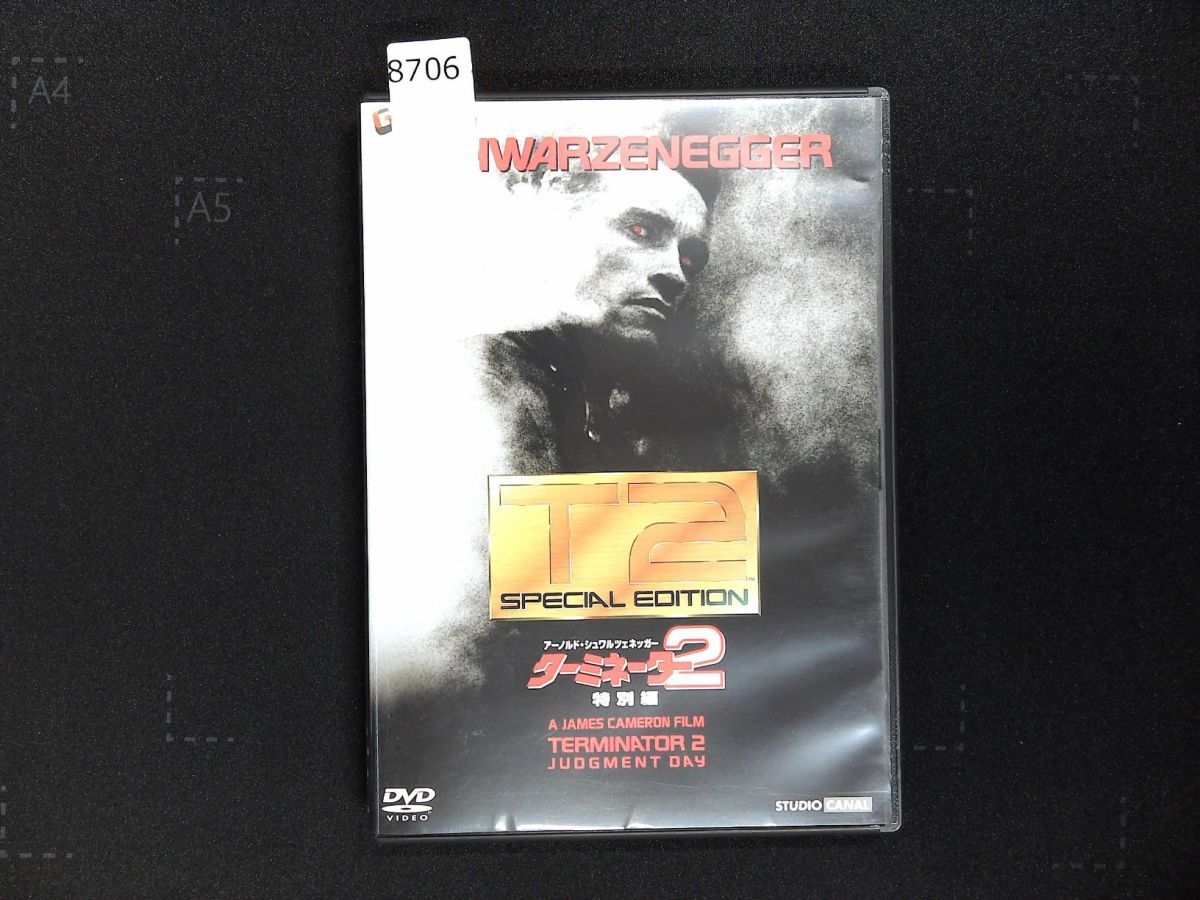 8706
A4
A5
HWARZENEGGER
T2
SPECIAL EDITION
アーノルド・シュワルツェネッガー
ターミネーター2
特別編
A JAMES CAMERON FILM
TERMINATOR 2
JUDGMENT DAY
DVD
VIDEO
STUDIO CANAL